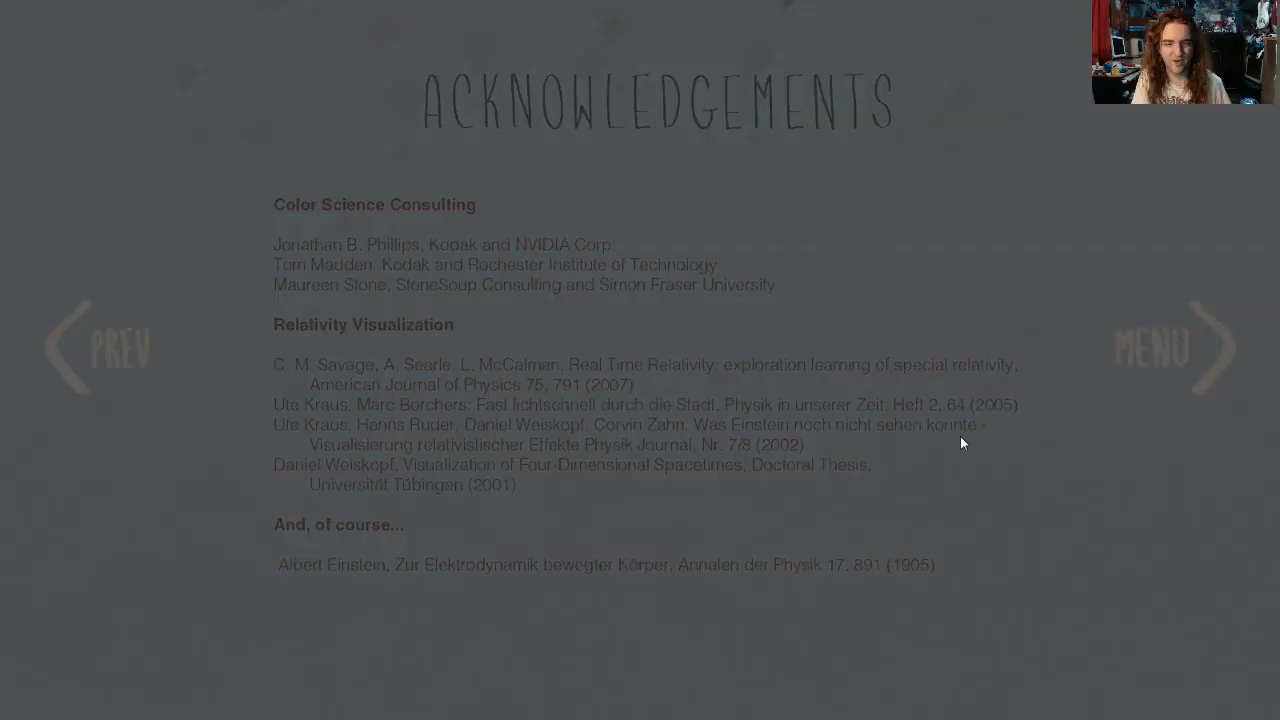 ACKNOWLEDGEMENTS
Color Science Consulting
Jonathan B. Phillips, Kodak and NVIDIA Corp.
Tom Madden, Kodak and Rochester Institute of Technology
Maureen Stone, StoneSoup Consulting and Simon Fraser University
Relativity Visualization
C. M. Savage, A. Searle, L. McCalman, Real Time Relativity: exploration learning of special relativity,
American Journal of Physics 75, 791 (2007)
Ute Kraus, Marc Borchers: Fast lichtschnell durch die Stadt, Physik in unserer Zeit, Heft 2, 64 (2005)
Ute Kraus, Hanns Ruder, Daniel Weiskopf, Corvin Zahn, Was Einstein noch nicht sehen konnte -
Visualisierung relativistischer Effekte Physik Journal, Nr. 7/8 (2002)
Daniel Weiskopf, Visualization of Four-Dimensional Spacetimes, Doctoral Thesis,
Universität Tübingen (2001)
And, of course...
Albert Einstein, Zur Elektrodynamik bewegter Körper, Annalen der Physik 17, 891 (1905)
PREV
MENU